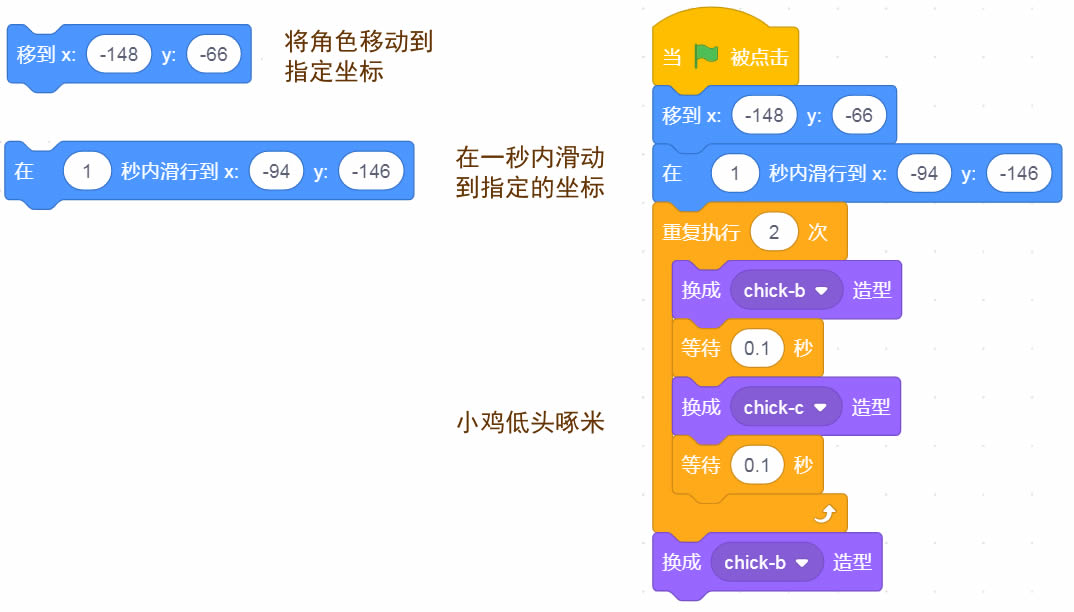 移到 x: -148 y: -66
将角色移动到
指定坐标
在 1 秒内滑行到 x: -94 y: -146
在一秒内滑动
到指定的坐标
小鸡低头啄米
当 被点击
移到 x: -148 y: -66
在 1 秒内滑行到 x: -94 y: -146
重复执行 2 次
换成 chick-b 造型
等待 0.1 秒
换成 chick-c 造型
等待 0.1 秒
换成 chick-b 造型